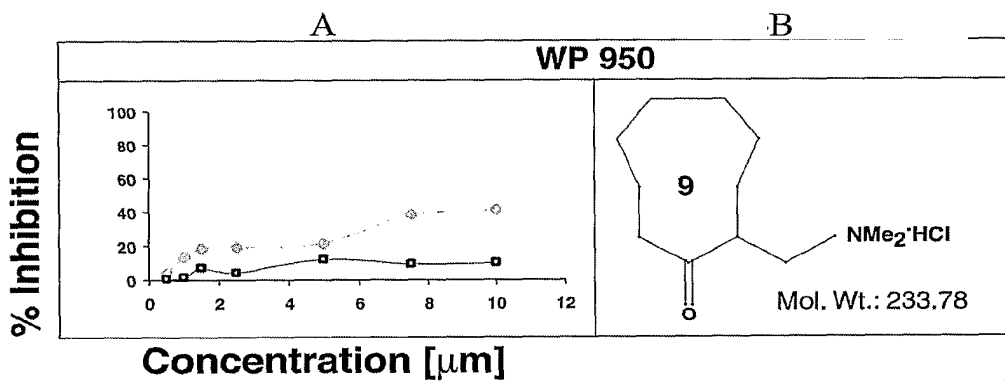 A B
WP 950
% Inhibition
100
80
60
40
20
0
0 2 4 6 8 10 12
Concentration [μm]
9
NMe₂·HCl
O
Mol. Wt.: 233.78